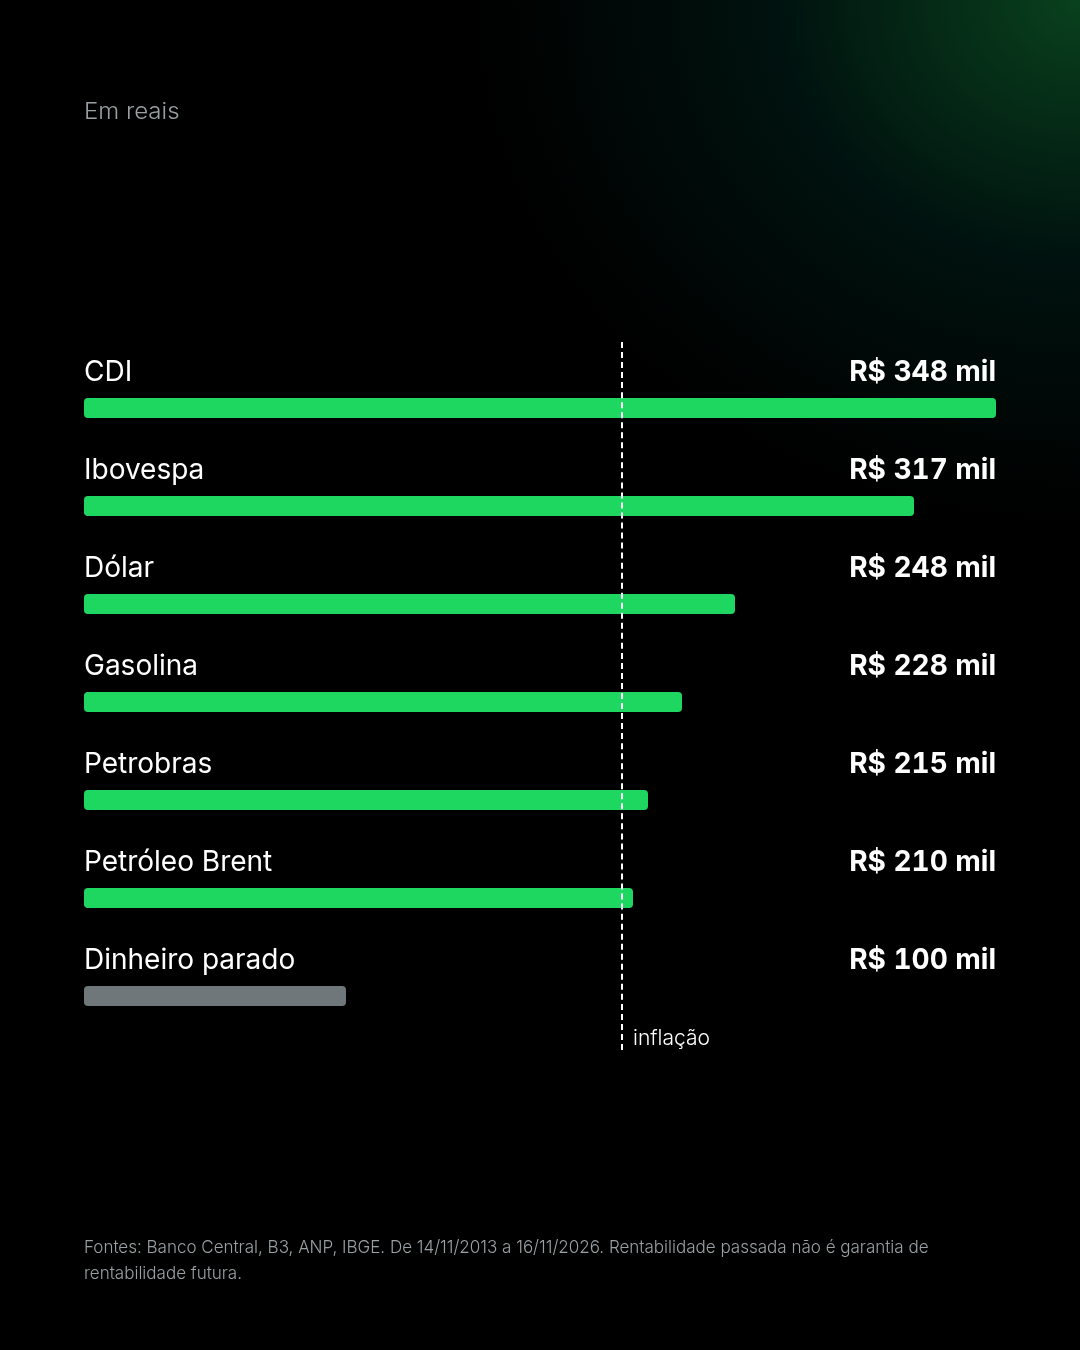 Em reais
CDI R$ 348 mil
Ibovespa R$ 317 mil
Dólar R$ 248 mil
Gasolina R$ 228 mil
Petrobras R$ 215 mil
Petróleo Brent R$ 210 mil
Dinheiro parado R$ 100 mil
inflação
Fontes: Banco Central, B3, ANP, IBGE. De 14/11/2013 a 16/11/2026. Rentabilidade passada não é garantia de
rentabilidade futura.